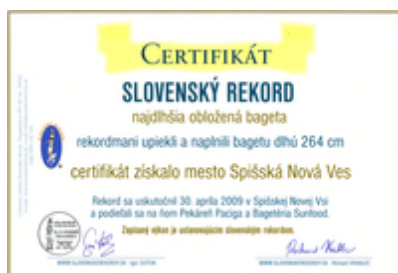 CERTIFIKÁT
SLOVENSKÝ REKORD
najdlhšia obložená bageta
rekordmani upiekli a naplnili bagetu dlhú 264 cm
certifikát získalo mesto Spišská Nová Ves
Rekord sa uskutočnil 30. apríla 2009 v Spišskej Novej Vsi
a podieľali sa na ňom Pekáreň Paciga a Bagetéria Sunfood.
Zapísaný výkon je ustanovujúcim slovenským rekordom.